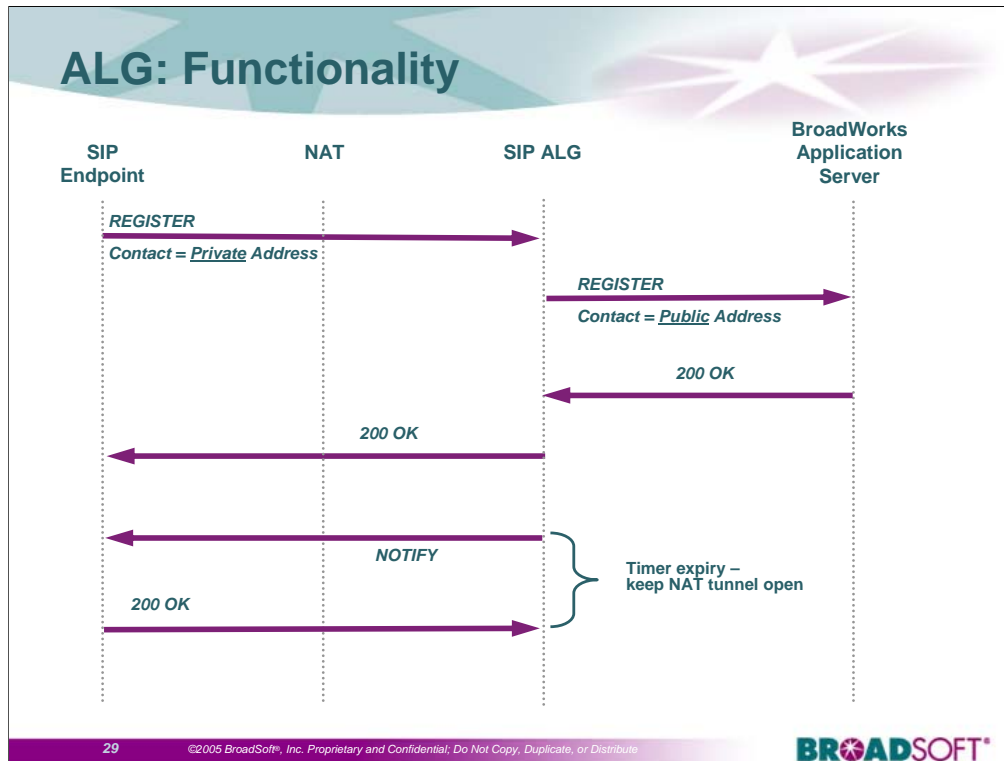 ALG: Functionality
SIP
Endpoint
NAT
SIP ALG
BroadWorks
Application
Server
REGISTER
Contact = Private Address
REGISTER
Contact = Public Address
200 OK
200 OK
NOTIFY
Timer expiry –
keep NAT tunnel open
200 OK
29
©2005 BroadSoft®, Inc. Proprietary and Confidential; Do Not Copy, Duplicate, or Distribute
BROADSOFT